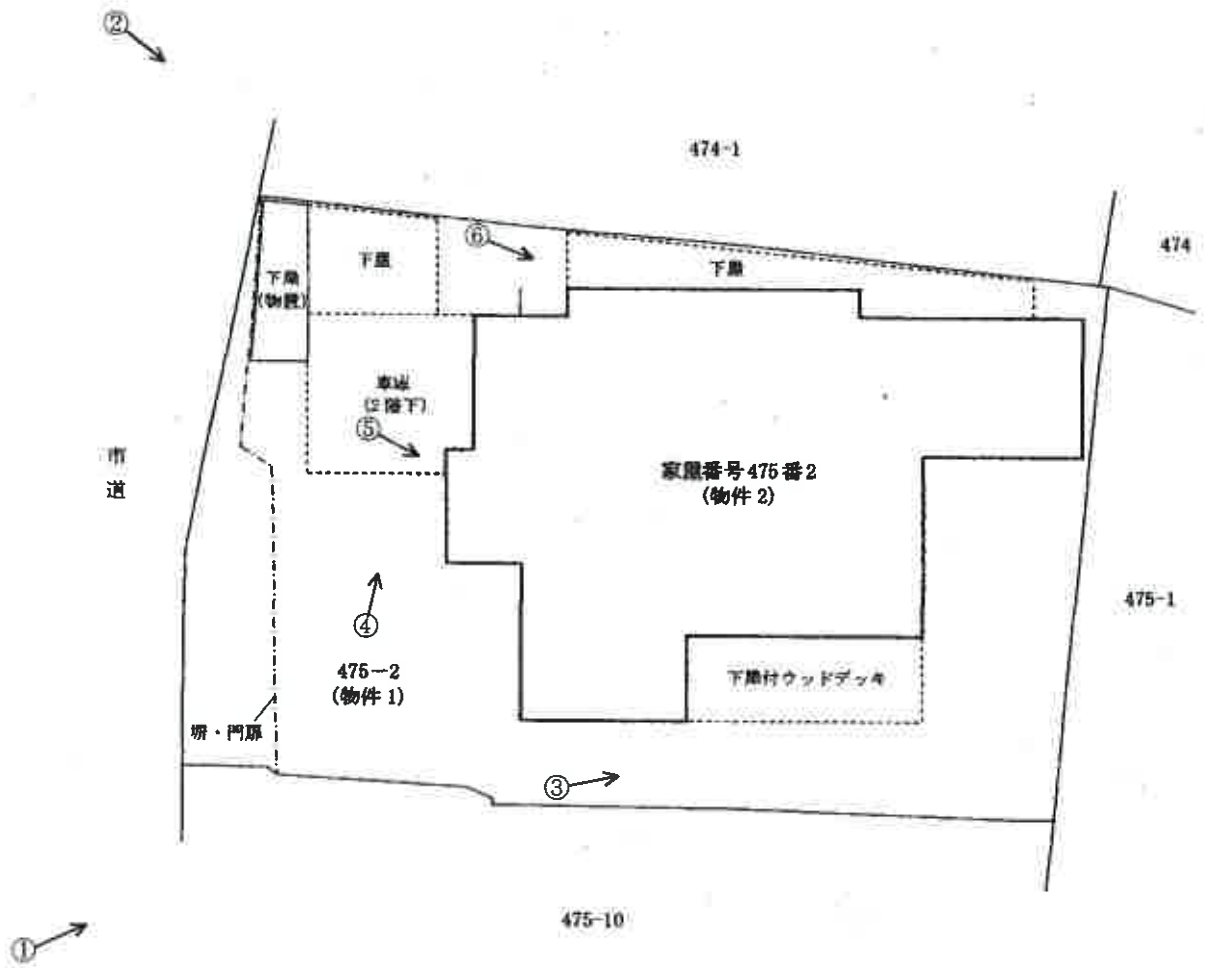 ②
474-1
474
⑥
下屋
下屋
下屋
(物置)
車庫
(2階下)
⑤
市道
家屋番号475番2
(物件2)
475-1
④
475-2
(物件1)
下屋付ウッドデッキ
塀・門扉
③
475-10
①